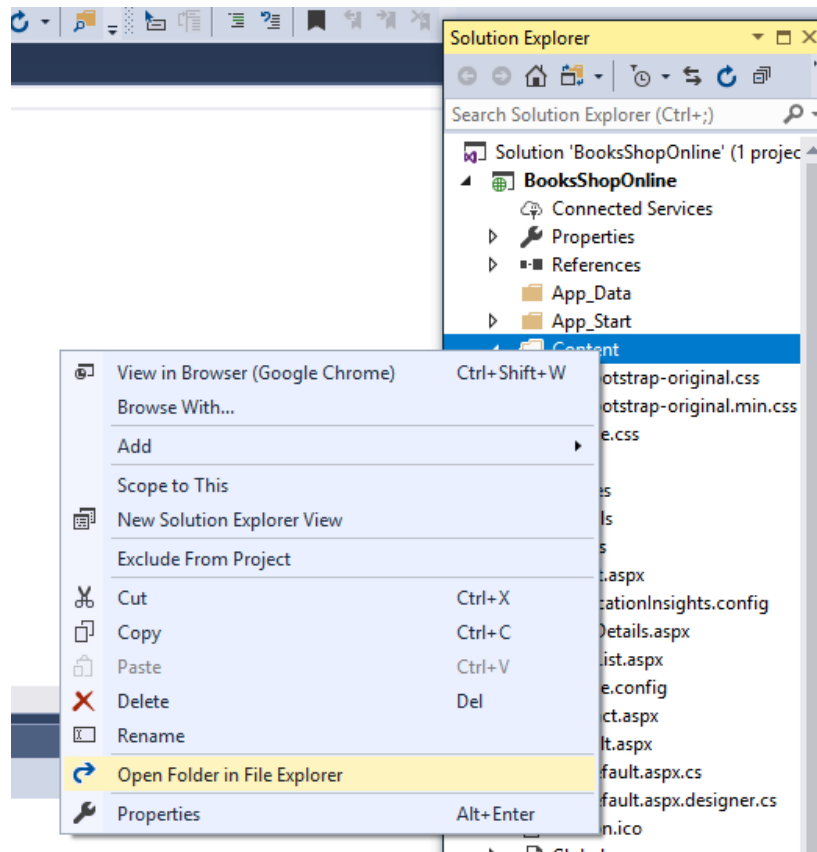 Solution Explorer
Search Solution Explorer (Ctrl+;)
Solution 'BooksShopOnline' (1 projec
BooksShopOnline
Connected Services
Properties
References
App_Data
App_Start
Content
View in Browser (Google Chrome) Ctrl+Shift+W
Browse With...
Add
Scope to This
New Solution Explorer View
Exclude From Project
Cut Ctrl+X
Copy Ctrl+C
Paste Ctrl+V
Delete Del
Rename
Open Folder in File Explorer
Properties Alt+Enter
otstrap-original.css
otstrap-original.min.css
e.css
es
ls
s
t.aspx
cationInsights.config
Details.aspx
ist.aspx
e.config
ct.aspx
lt.aspx
fault.aspx.cs
fault.aspx.designer.cs
n.ico